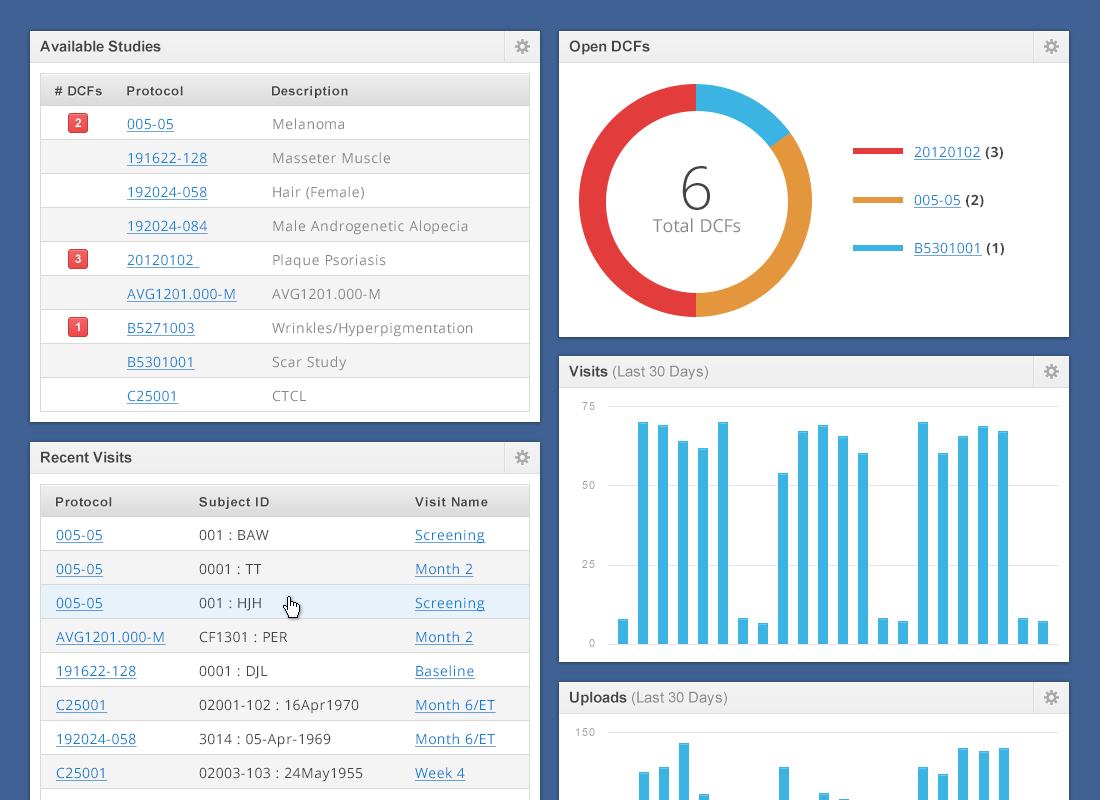 Available Studies
# DCFs Protocol Description
2 005-05 Melanoma
191622-128 Masseter Muscle
192024-058 Hair (Female)
192024-084 Male Androgenetic Alopecia
3 20120102 Plaque Psoriasis
AVG1201.000-M AVG1201.000-M
1 B5271003 Wrinkles/Hyperpigmentation
B5301001 Scar Study
C25001 CTCL
Recent Visits
Protocol Subject ID Visit Name
005-05 001 : BAW Screening
005-05 0001 : TT Month 2
005-05 001 : HJH Screening
AVG1201.000-M CF1301 : PER Month 2
191622-128 0001 : DJL Baseline
C25001 02001-102 : 16Apr1970 Month 6/ET
192024-058 3014 : 05-Apr-1969 Month 6/ET
C25001 02003-103 : 24May1955 Week 4
Open DCFs
6
Total DCFs
20120102 (3)
005-05 (2)
B5301001 (1)
Visits (Last 30 Days)
75
50
25
0
Uploads (Last 30 Days)
150